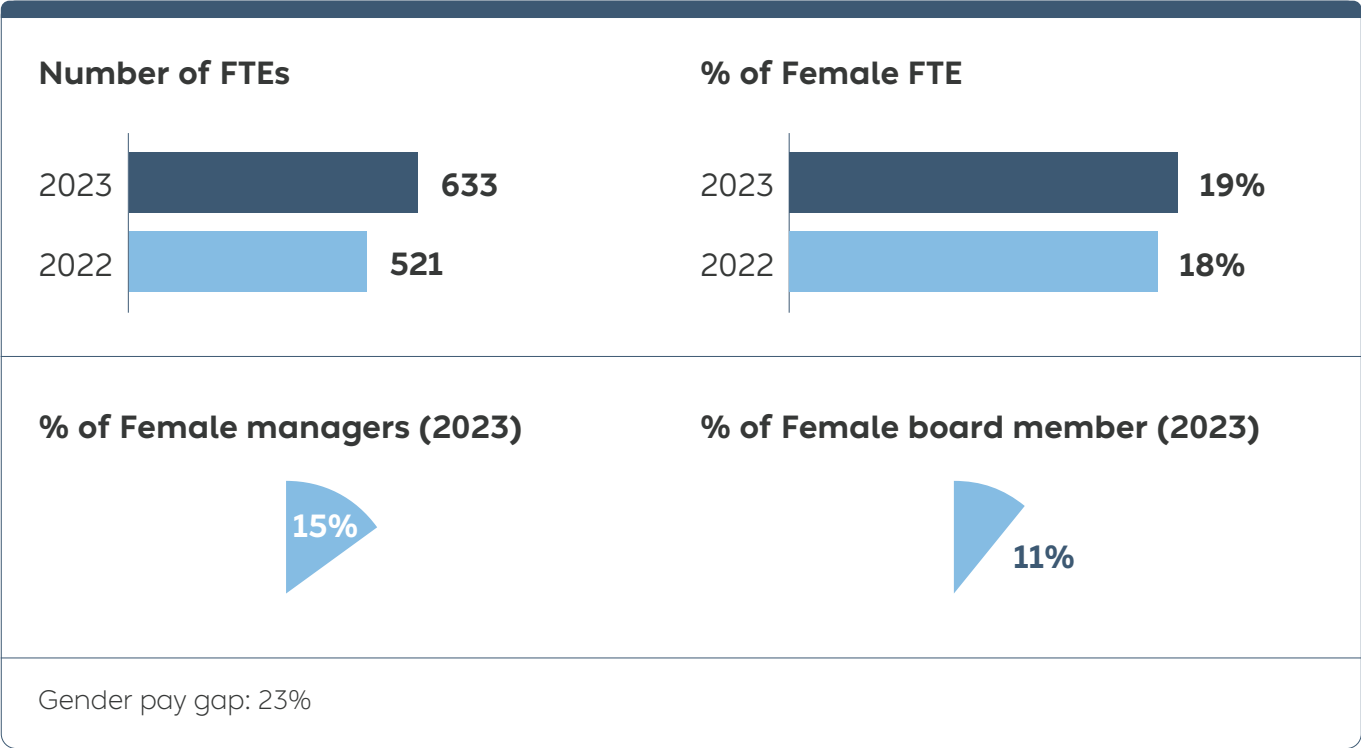 Number of FTEs
2023 633
2022 521
% of Female FTE
2023 19%
2022 18%
% of Female managers (2023)
15%
% of Female board member (2023)
11%
Gender pay gap: 23%